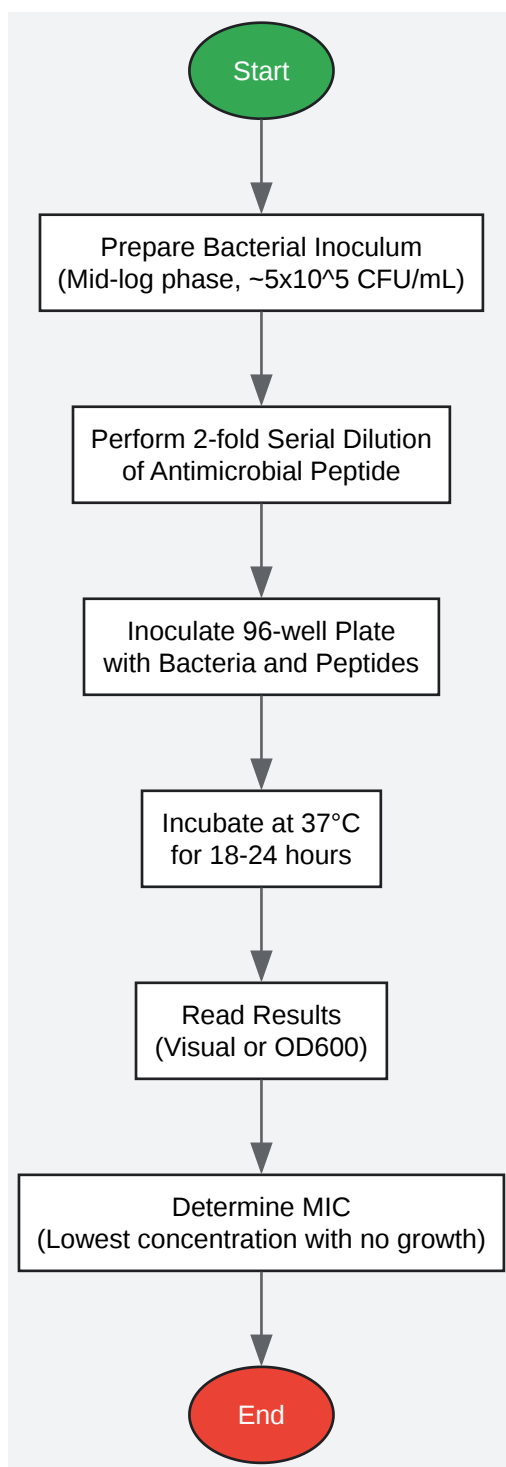 Start
Prepare Bacterial Inoculum
(Mid-log phase, ~5x10^5 CFU/mL)
Perform 2-fold Serial Dilution
of Antimicrobial Peptide
Inoculate 96-well Plate
with Bacteria and Peptides
Incubate at 37°C
for 18-24 hours
Read Results
(Visual or OD600)
Determine MIC
(Lowest concentration with no growth)
End